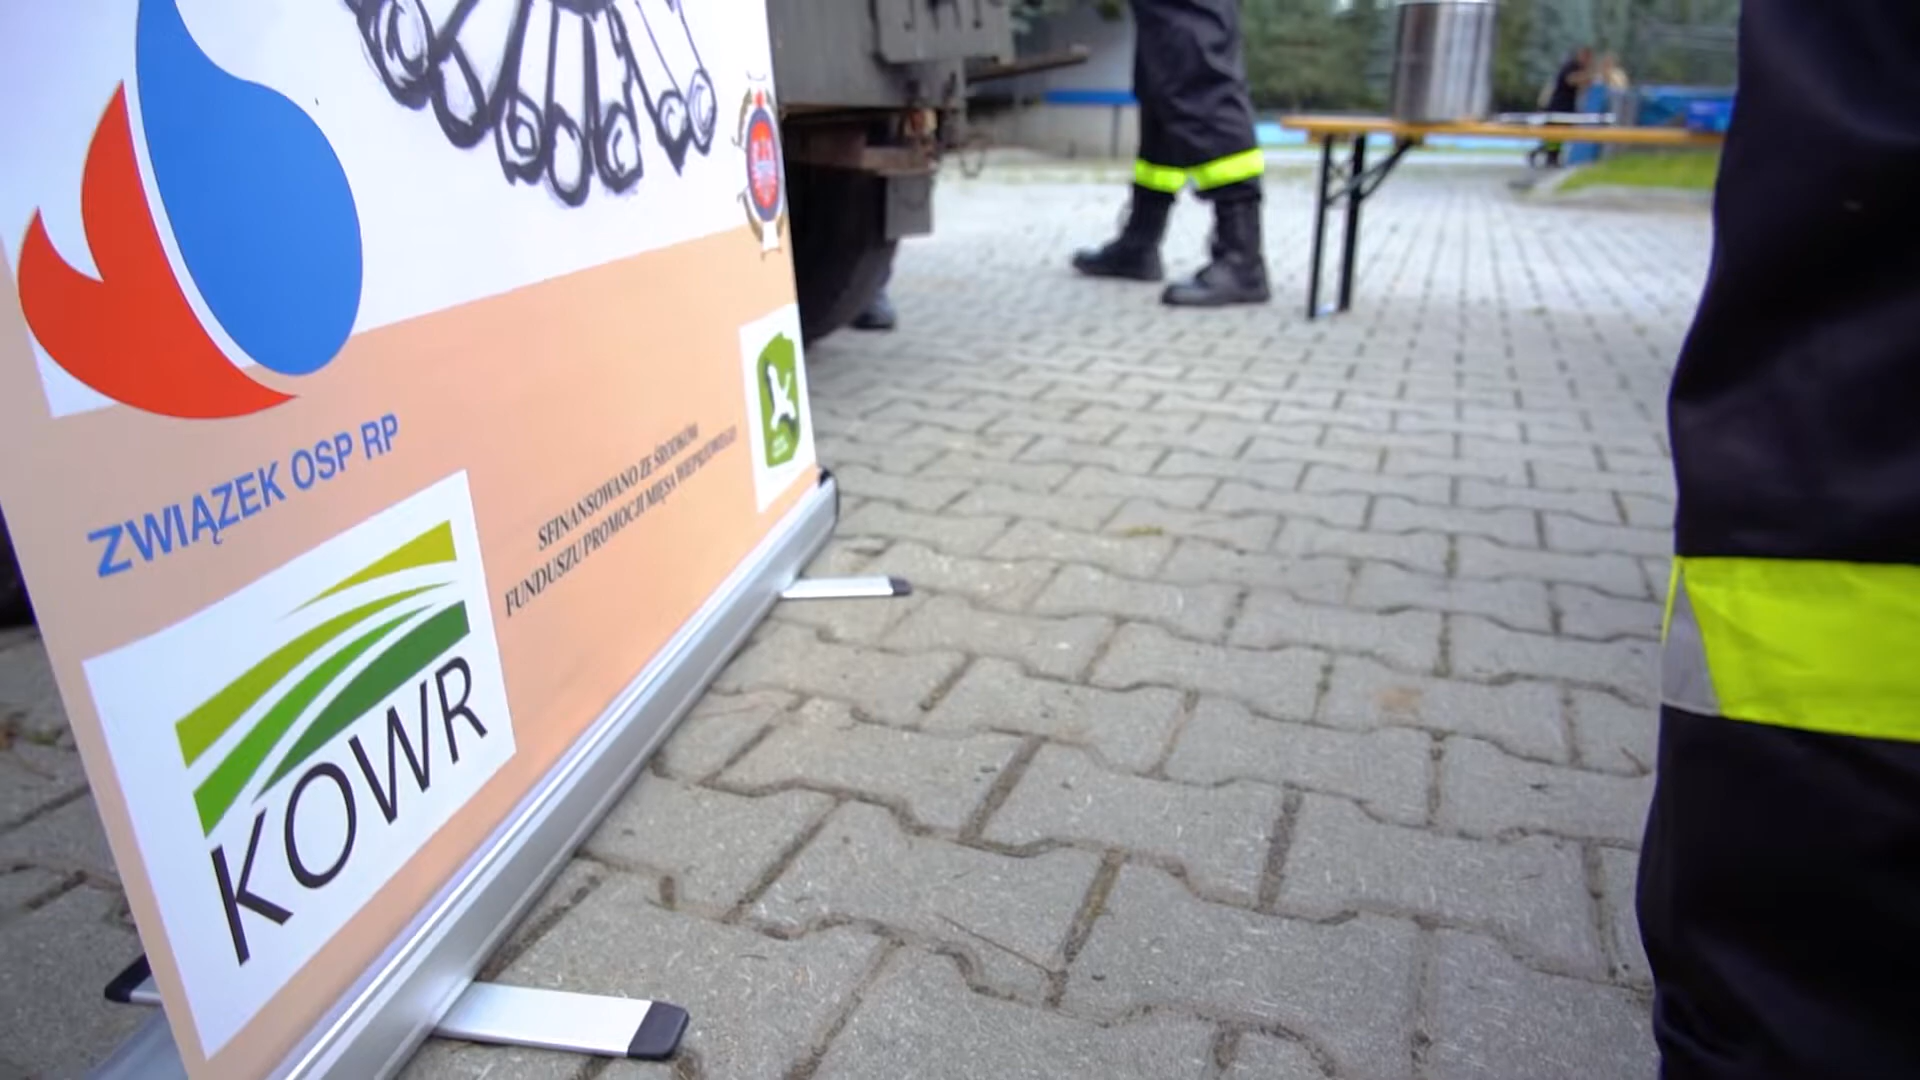 ZWIĄZEK OSP RP
SFINANSOWANO ZE ŚRODKÓW
FUNDUSZU PROMOCJI MIĘSA WIEPRZOWEGO
KOWR